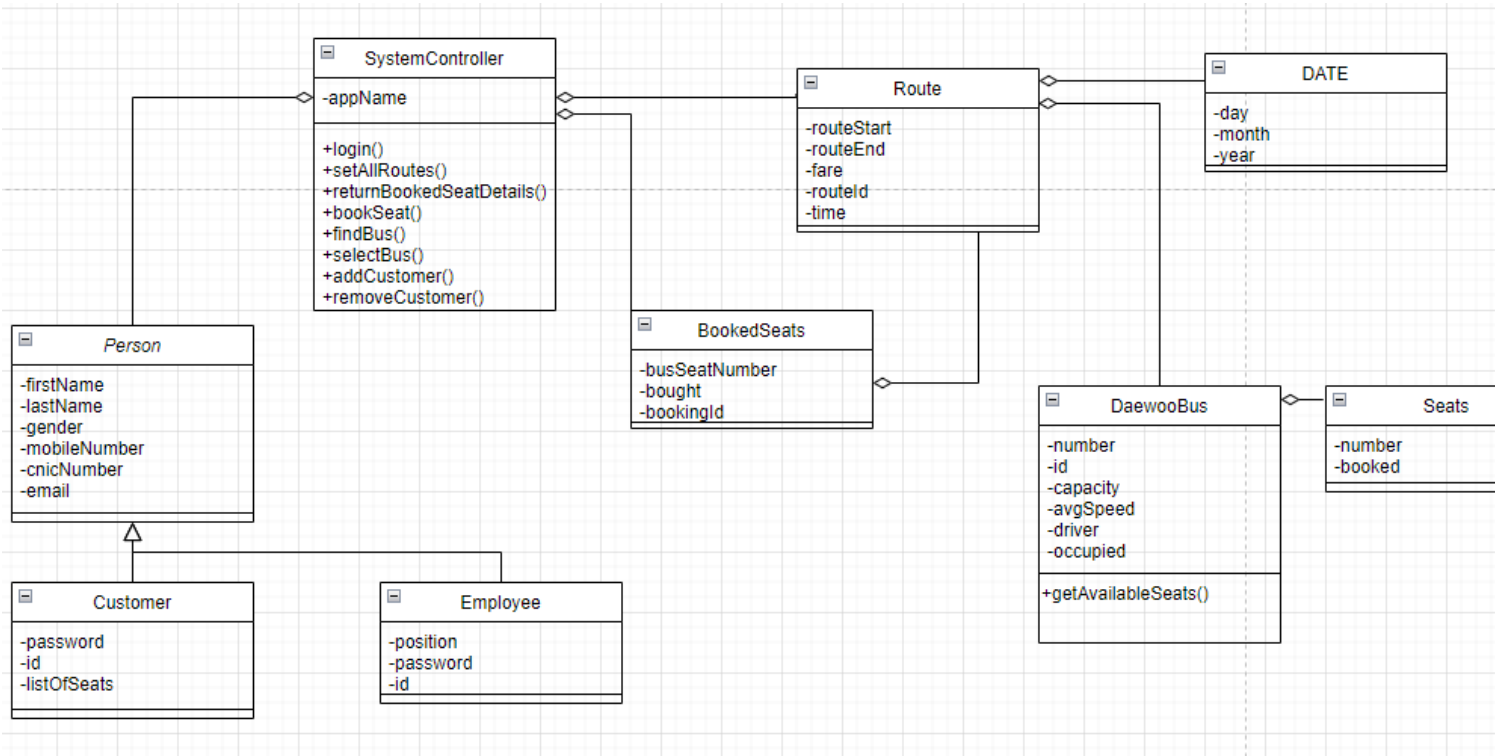 SystemController
-appName
+login()
+setAllRoutes()
+returnBookedSeatDetails()
+bookSeat()
+findBus()
+selectBus()
+addCustomer()
+removeCustomer()
Route
-routeStart
-routeEnd
-fare
-routeId
-time
DATE
-day
-month
-year
Person
-firstName
-lastName
-gender
-mobileNumber
-cnicNumber
-email
BookedSeats
-busSeatNumber
-bought
-bookingId
DaewooBus
-number
-id
-capacity
-avgSpeed
-driver
-occupied
+getAvailableSeats()
Seats
-number
-booked
Customer
-password
-id
-listOfSeats
Employee
-position
-password
-id